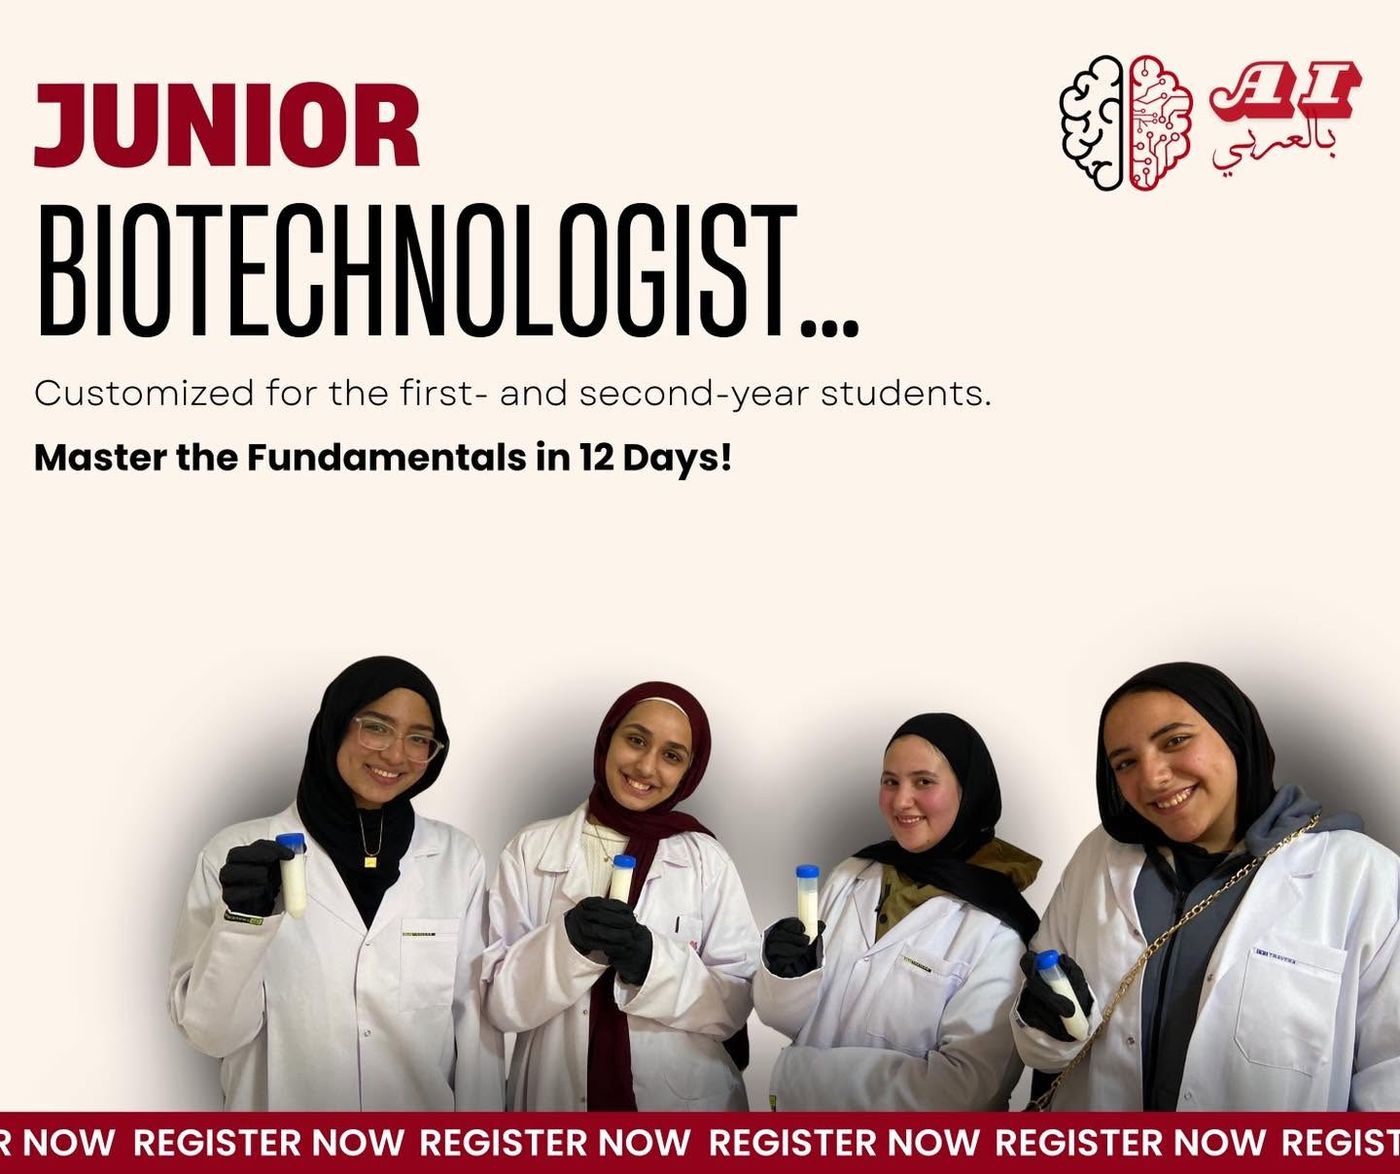 JUNIOR
BIOTECHNOLOGIST...
AI
بالعربي
Customized for the first- and second-year students.
Master the Fundamentals in 12 Days!
R NOW REGISTER NOW REGISTER NOW REGISTER NOW REGISTER NOW REGIST